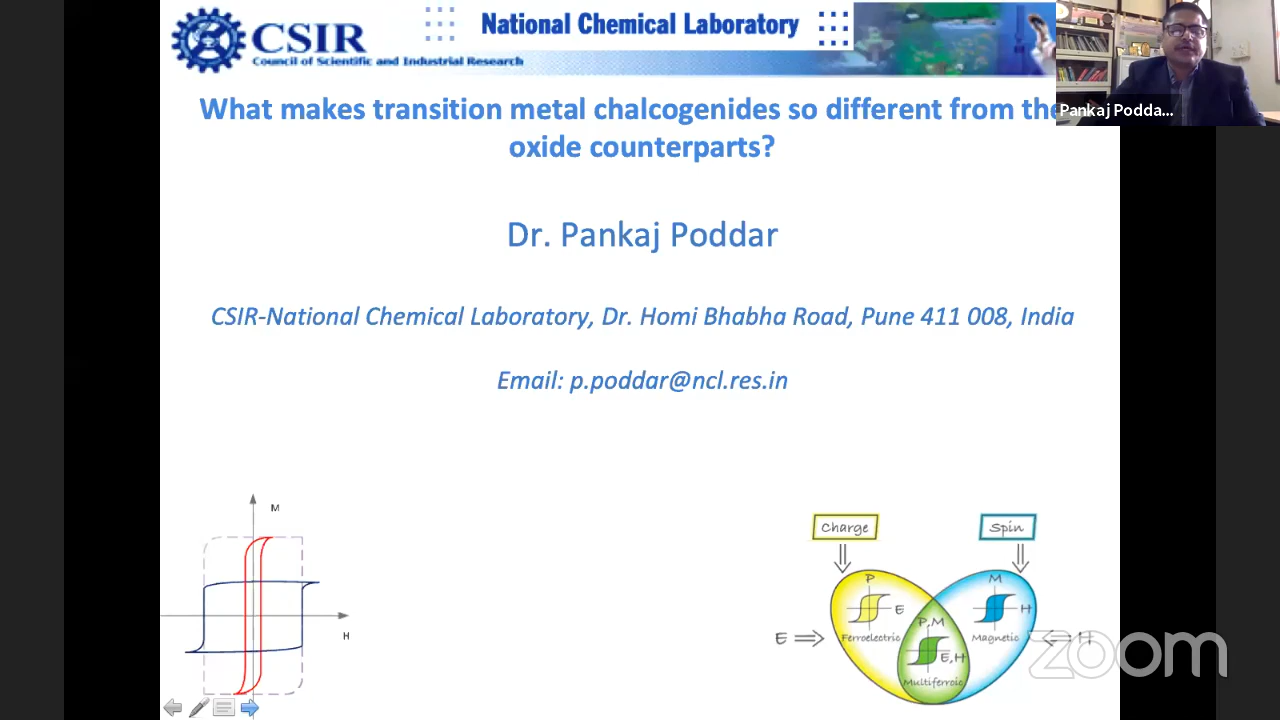 CSIR
Council of Scientific and Industrial Research
National Chemical Laboratory
Pankaj Podda...
What makes transition metal chalcogenides so different from the
oxide counterparts?
Dr. Pankaj Poddar
CSIR-National Chemical Laboratory, Dr. Homi Bhabha Road, Pune 411 008, India
Email: p.poddar@ncl.res.in
M
H
Charge
Spin
P
M
E
H
P,M
E
Ferroelectric
Magnetic
H
E,H
Multiferroic
zoom